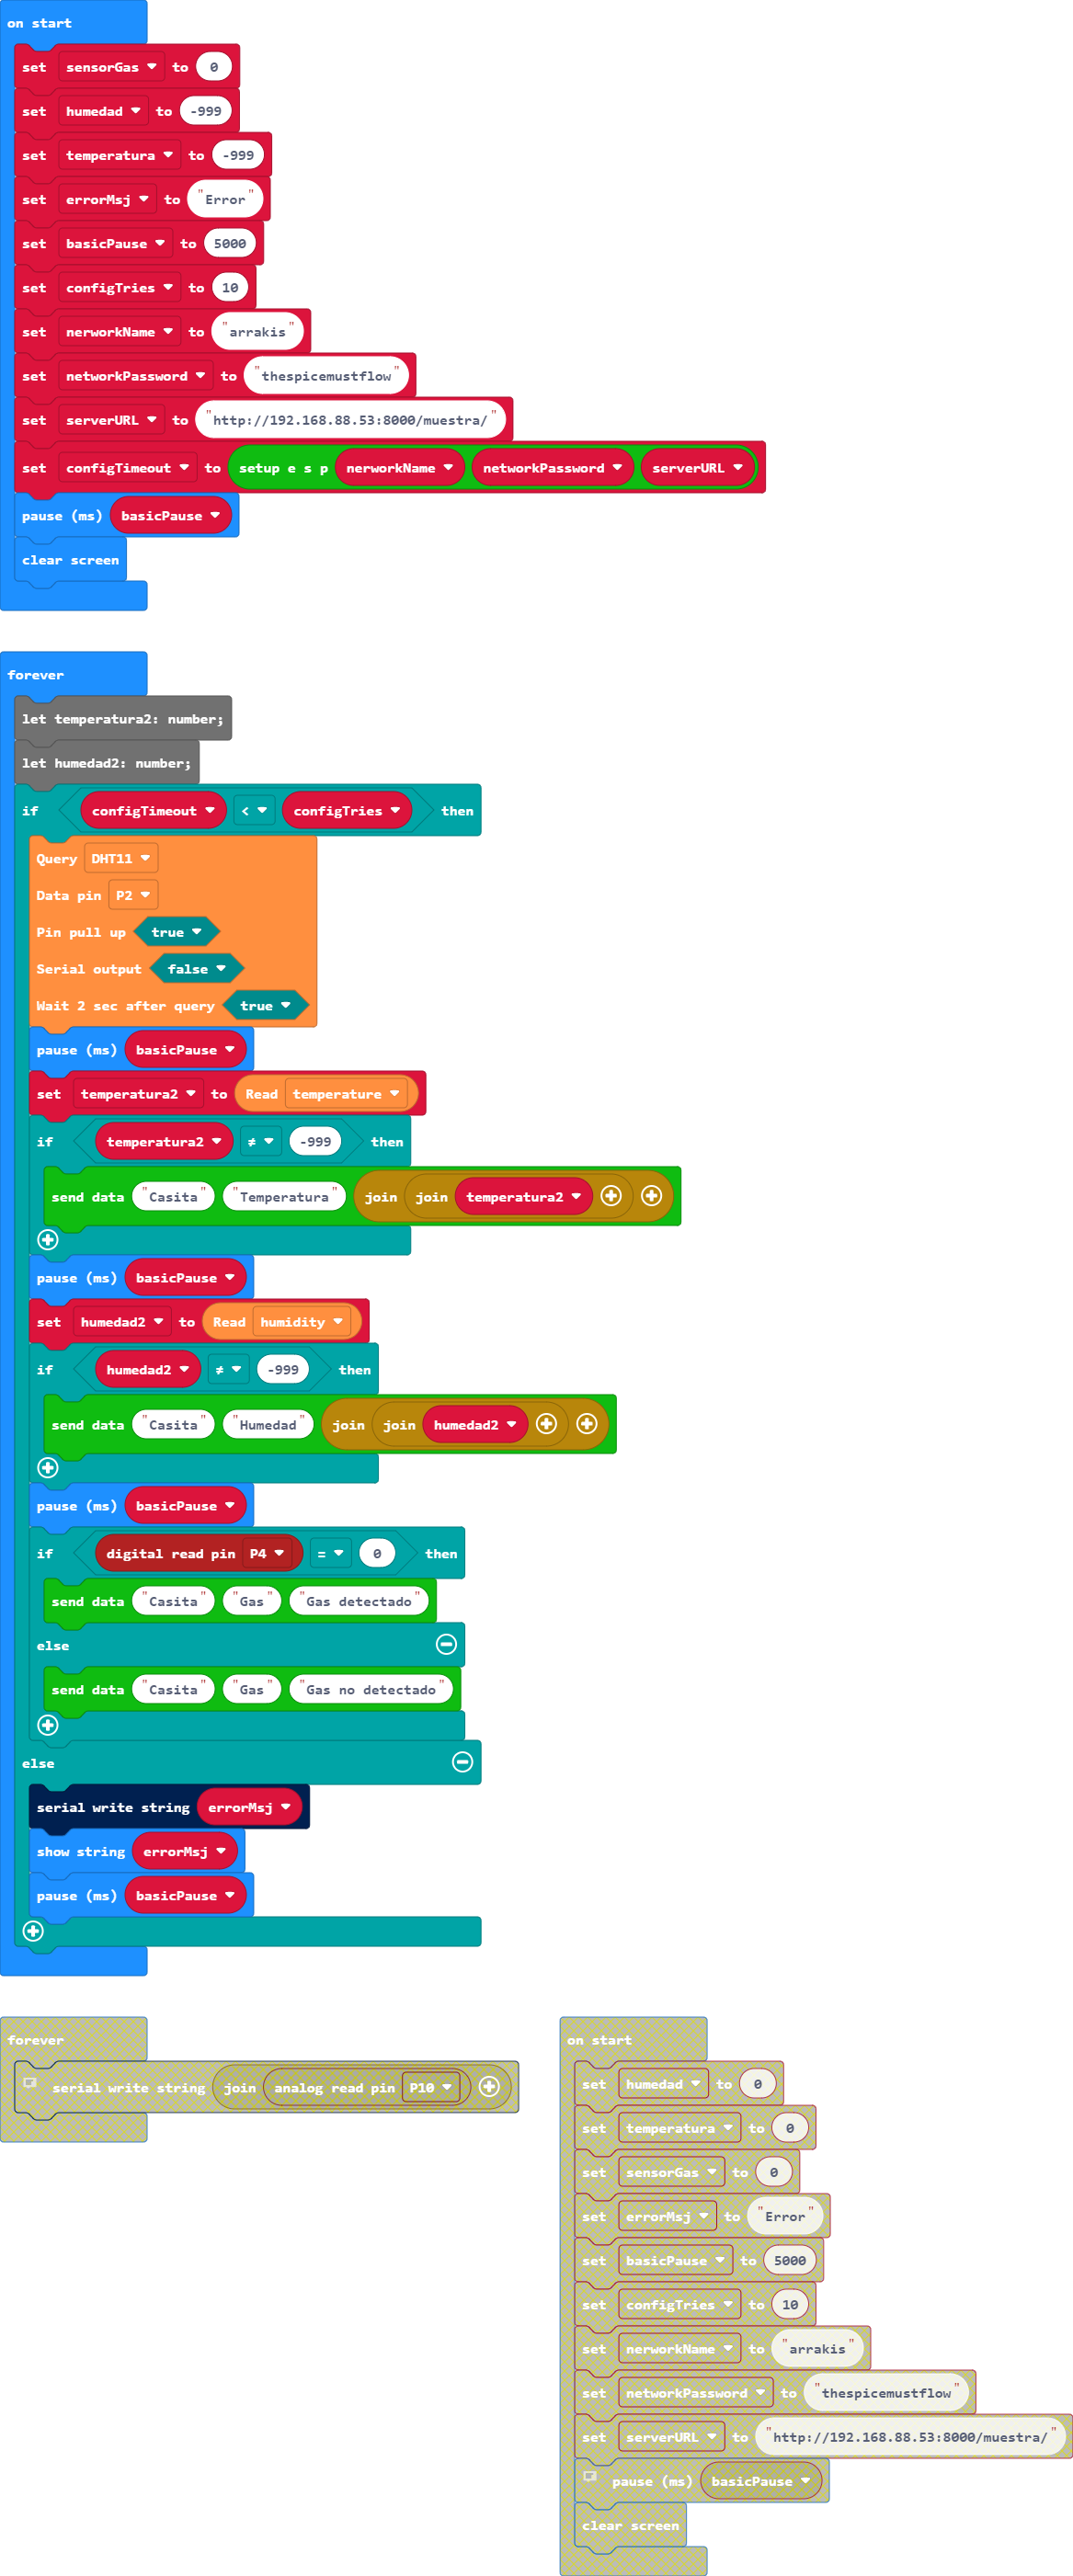 on start
set sensorGas to 0
set humedad to -999
set temperatura to -999
set errorMsj to "Error"
set basicPause to 5000
set configTries to 10
set nerworkName to "arrakis"
set networkPassword to "thespicemustflow"
set serverURL to "http://192.168.88.53:8000/muestra/"
set configTimeout to setup e s p nerworkName networkPassword serverURL
pause (ms) basicPause
clear screen
forever
let temperatura2: number;
let humedad2: number;
if configTimeout < configTries then
Query DHT11
Data pin P2
Pin pull up true
Serial output false
Wait 2 sec after query true
pause (ms) basicPause
set temperatura2 to Read temperature
if temperatura2 ≠ -999 then
send data "Casita" "Temperatura" join join temperatura2
pause (ms) basicPause
set humedad2 to Read humidity
if humedad2 ≠ -999 then
send data "Casita" "Humedad" join join humedad2
pause (ms) basicPause
if digital read pin P4 = 0 then
send data "Casita" "Gas" "Gas detectado"
else
send data "Casita" "Gas" "Gas no detectado"
else
serial write string errorMsj
show string errorMsj
pause (ms) basicPause
forever
serial write string join analog read pin P10
on start
set humedad to 0
set temperatura to 0
set sensorGas to 0
set errorMsj to "Error"
set basicPause to 5000
set configTries to 10
set nerworkName to "arrakis"
set networkPassword to "thespicemustflow"
set serverURL to "http://192.168.88.53:8000/muestra/"
pause (ms) basicPause
clear screen